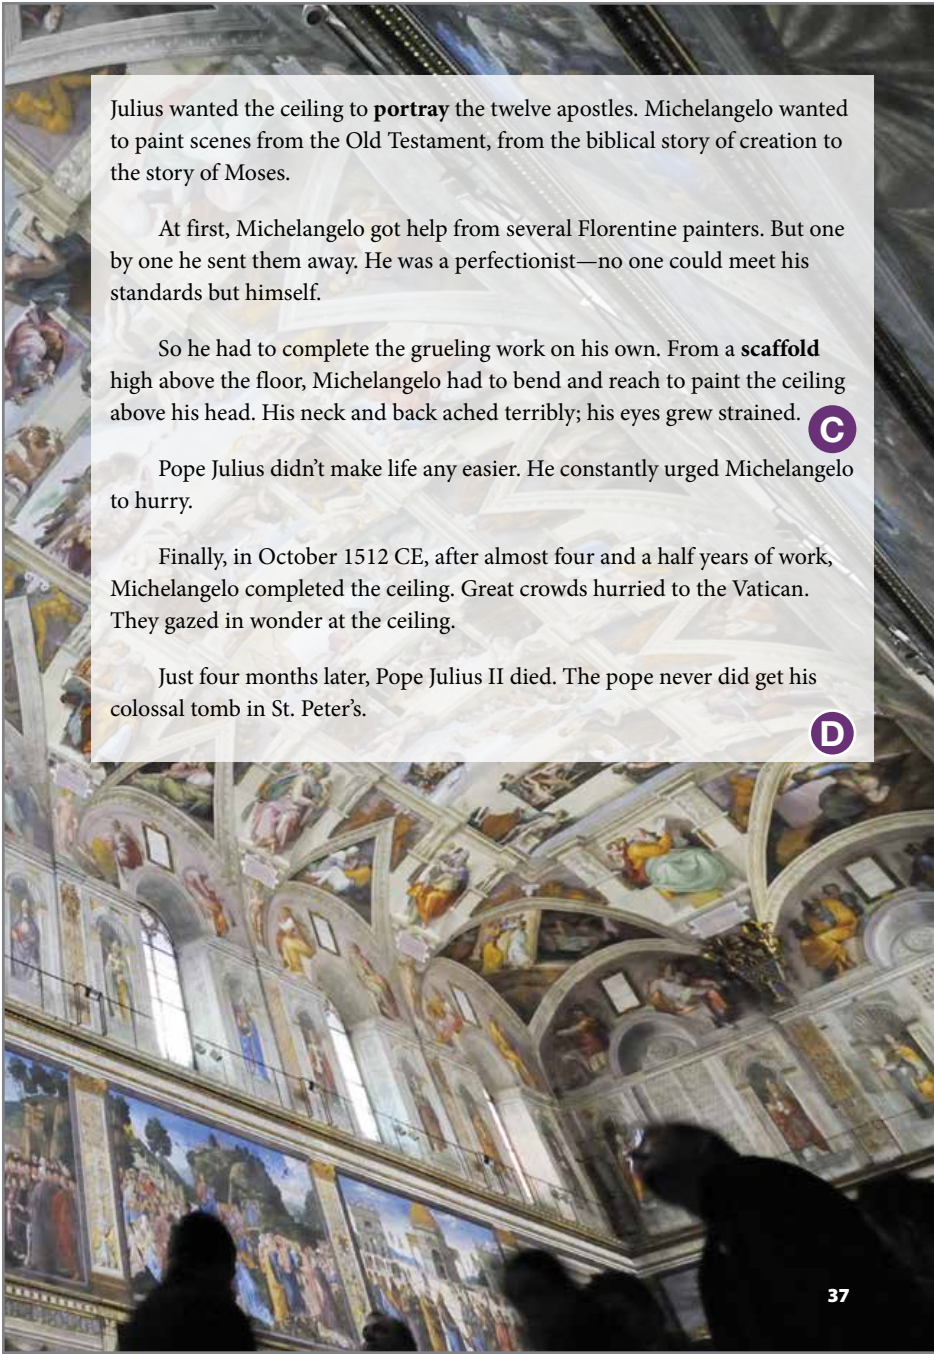 Julius wanted the ceiling to portray the twelve apostles. Michelangelo wanted
to paint scenes from the Old Testament, from the biblical story of creation to
the story of Moses.
At first, Michelangelo got help from several Florentine painters. But one
by one he sent them away. He was a perfectionist—no one could meet his
standards but himself.
So he had to complete the grueling work on his own. From a scaffold
high above the floor, Michelangelo had to bend and reach to paint the ceiling
above his head. His neck and back ached terribly; his eyes grew strained.
C
Pope Julius didn’t make life any easier. He constantly urged Michelangelo
to hurry.
Finally, in October 1512 CE, after almost four and a half years of work,
Michelangelo completed the ceiling. Great crowds hurried to the Vatican.
They gazed in wonder at the ceiling.
Just four months later, Pope Julius II died. The pope never did get his
colossal tomb in St. Peter’s.
D
37